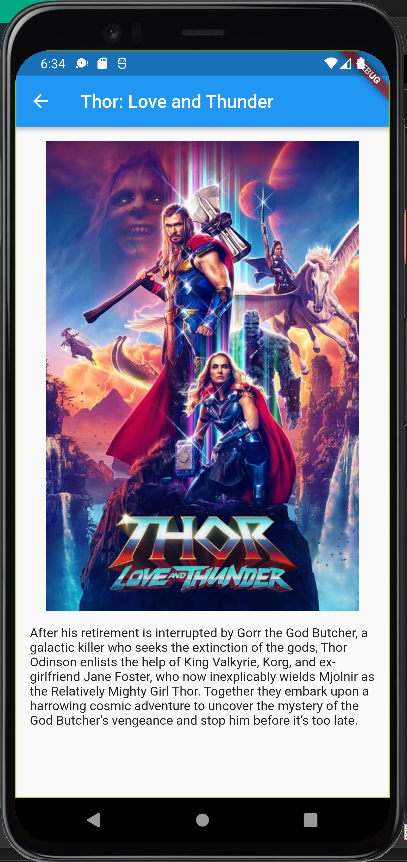 6:34
DEBUG
Thor: Love and Thunder
THOR
LOVE AND THUNDER
After his retirement is interrupted by Gorr the God Butcher, a
galactic killer who seeks the extinction of the gods, Thor
Odinson enlists the help of King Valkyrie, Korg, and ex-
girlfriend Jane Foster, who now inexplicably wields Mjolnir as
the Relatively Mighty Girl Thor. Together they embark upon a
harrowing cosmic adventure to uncover the mystery of the
God Butcher's vengeance and stop him before it's too late.